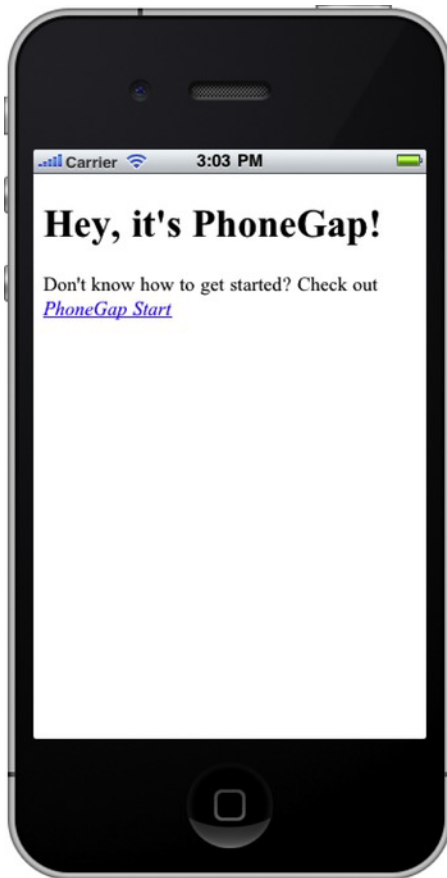 Carrier 3:03 PM
Hey, it's PhoneGap!
Don't know how to get started? Check out
PhoneGap Start